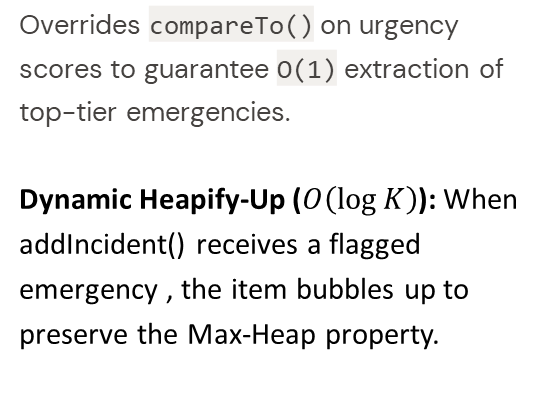 Overrides compareTo() on urgency
scores to guarantee O(1) extraction of
top-tier emergencies.
Dynamic Heapify-Up (O(log K)): When
addIncident() receives a flagged
emergency , the item bubbles up to
preserve the Max-Heap property.